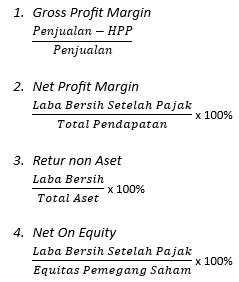 1. Gross Profit Margin
Penjualan − HPP
Penjualan
2. Net Profit Margin
Laba Bersih Setelah Pajak x 100%
Total Pendapatan
3. Retur non Aset
Laba Bersih x 100%
Total Aset
4. Net On Equity
Laba Bersih Setelah Pajak x 100%
Equitas Pemegang Saham